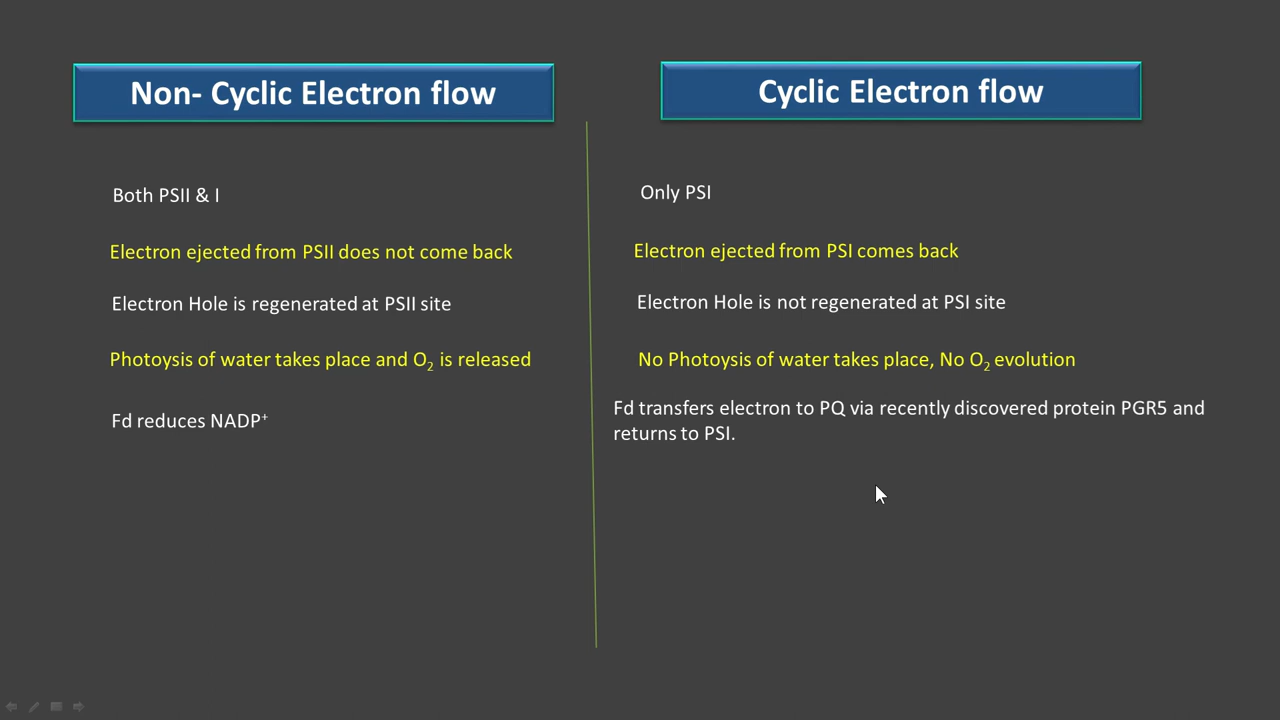 Non- Cyclic Electron flow
Both PSII & I
Electron ejected from PSII does not come back
Electron Hole is regenerated at PSII site
Photoysis of water takes place and O₂ is released
Fd reduces NADP⁺
Cyclic Electron flow
Only PSI
Electron ejected from PSI comes back
Electron Hole is not regenerated at PSI site
No Photoysis of water takes place, No O₂ evolution
Fd transfers electron to PQ via recently discovered protein PGR5 and
returns to PSI.